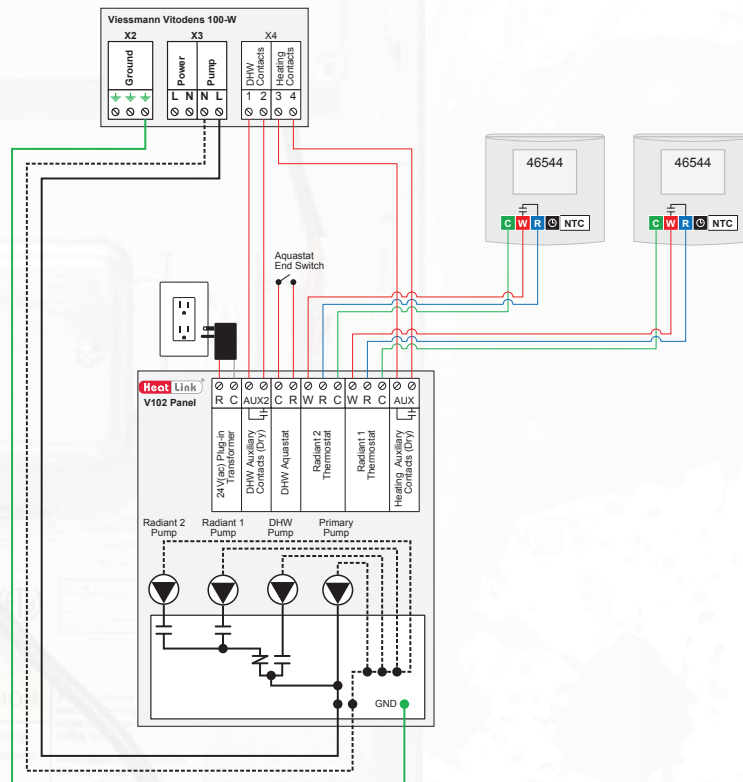 Viessmann Vitodens 100-W
X2 X3 X4
Ground
Power
Pump
DHW
Contacts
Heating
Contacts
L N N L 1 2 3 4
46544
C W R NTC
46544
C W R NTC
Aquastat
End Switch
Heat Link
V102 Panel
R C AUX2 C R W R C W R C AUX
24V(ac) Plug-in
Transformer
DHW Auxiliary
Contacts (Dry)
DHW Aquastat
Radiant 2
Thermostat
Radiant 1
Thermostat
Heating Auxiliary
Contacts (Dry)
Radiant 2
Pump
Radiant 1
Pump
DHW
Pump
Primary
Pump
GND